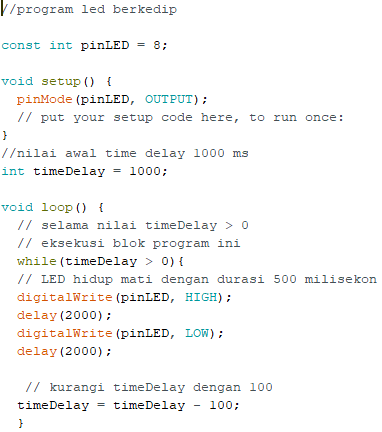 //program led berkedip
const int pinLED = 8;
void setup() {
pinMode(pinLED, OUTPUT);
// put your setup code here, to run once:
}
//nilai awal time delay 1000 ms
int timeDelay = 1000;
void loop() {
// selama nilai timeDelay > 0
// eksekusi blok program ini
while(timeDelay > 0){
// LED hidup mati dengan durasi 500 milisekon
digitalWrite(pinLED, HIGH);
delay(2000);
digitalWrite(pinLED, LOW);
delay(2000);
// kurangi timeDelay dengan 100
timeDelay = timeDelay - 100;
}